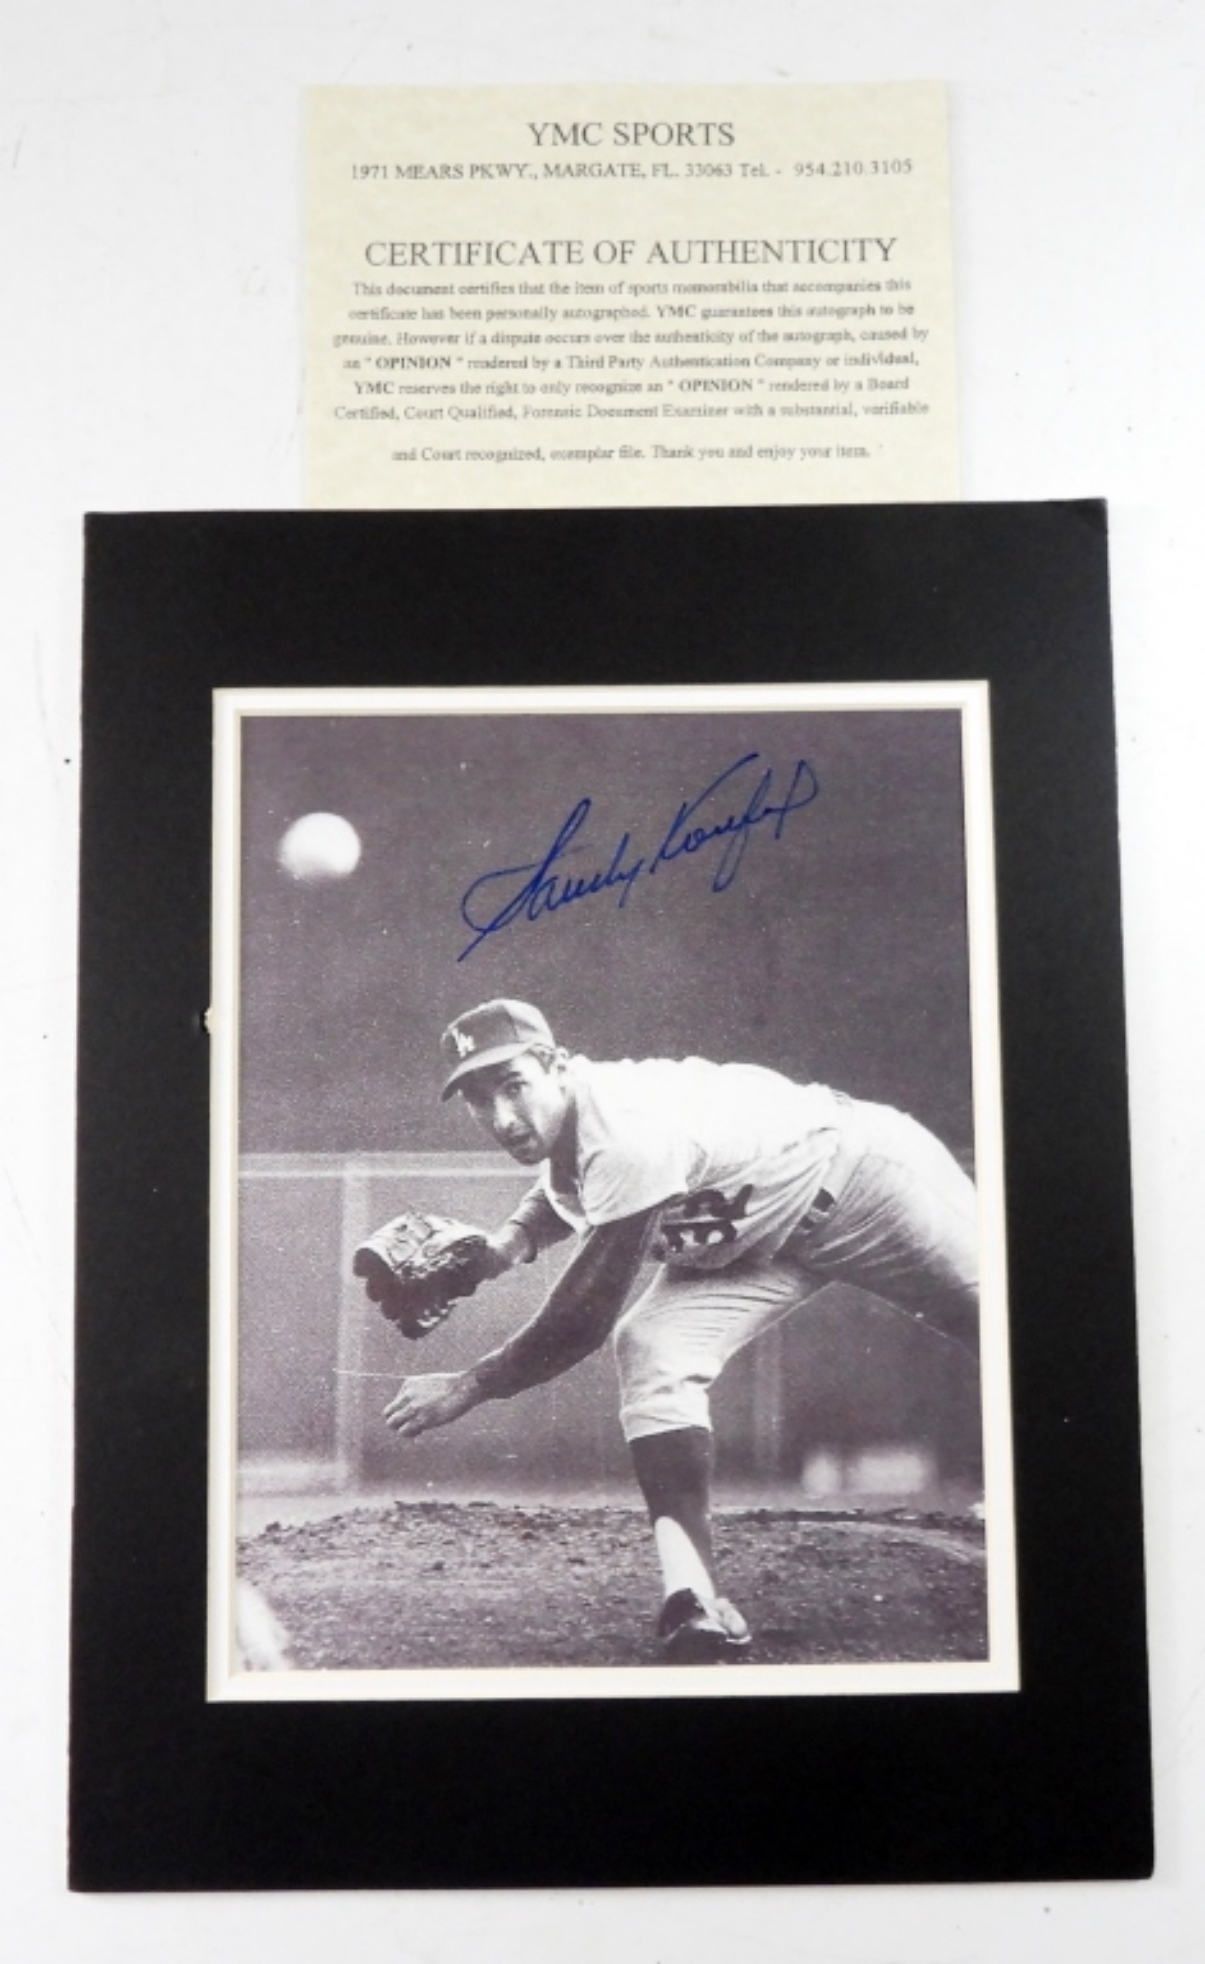 YMC SPORTS
1971 MEARS PKWY., MARGATE, FL. 33063 Tel. - 954.210.3105
CERTIFICATE OF AUTHENTICITY
This document certifies that the item of sports memorabilia that accompanies this
certificate has been personally autographed. YMC guarantees this autograph to be
genuine. However if a dispute occurs over the authenticity of the autograph, caused by
an " OPINION " rendered by a Third Party Authentication Company or individual,
YMC reserves the right to only recognize an " OPINION " rendered by a Board
Certified, Court Qualified, Forensic Document Examiner with a substantial, verifiable
and Court recognized, exemplar file. Thank you and enjoy your item.
Sandy Koufax
LA
32